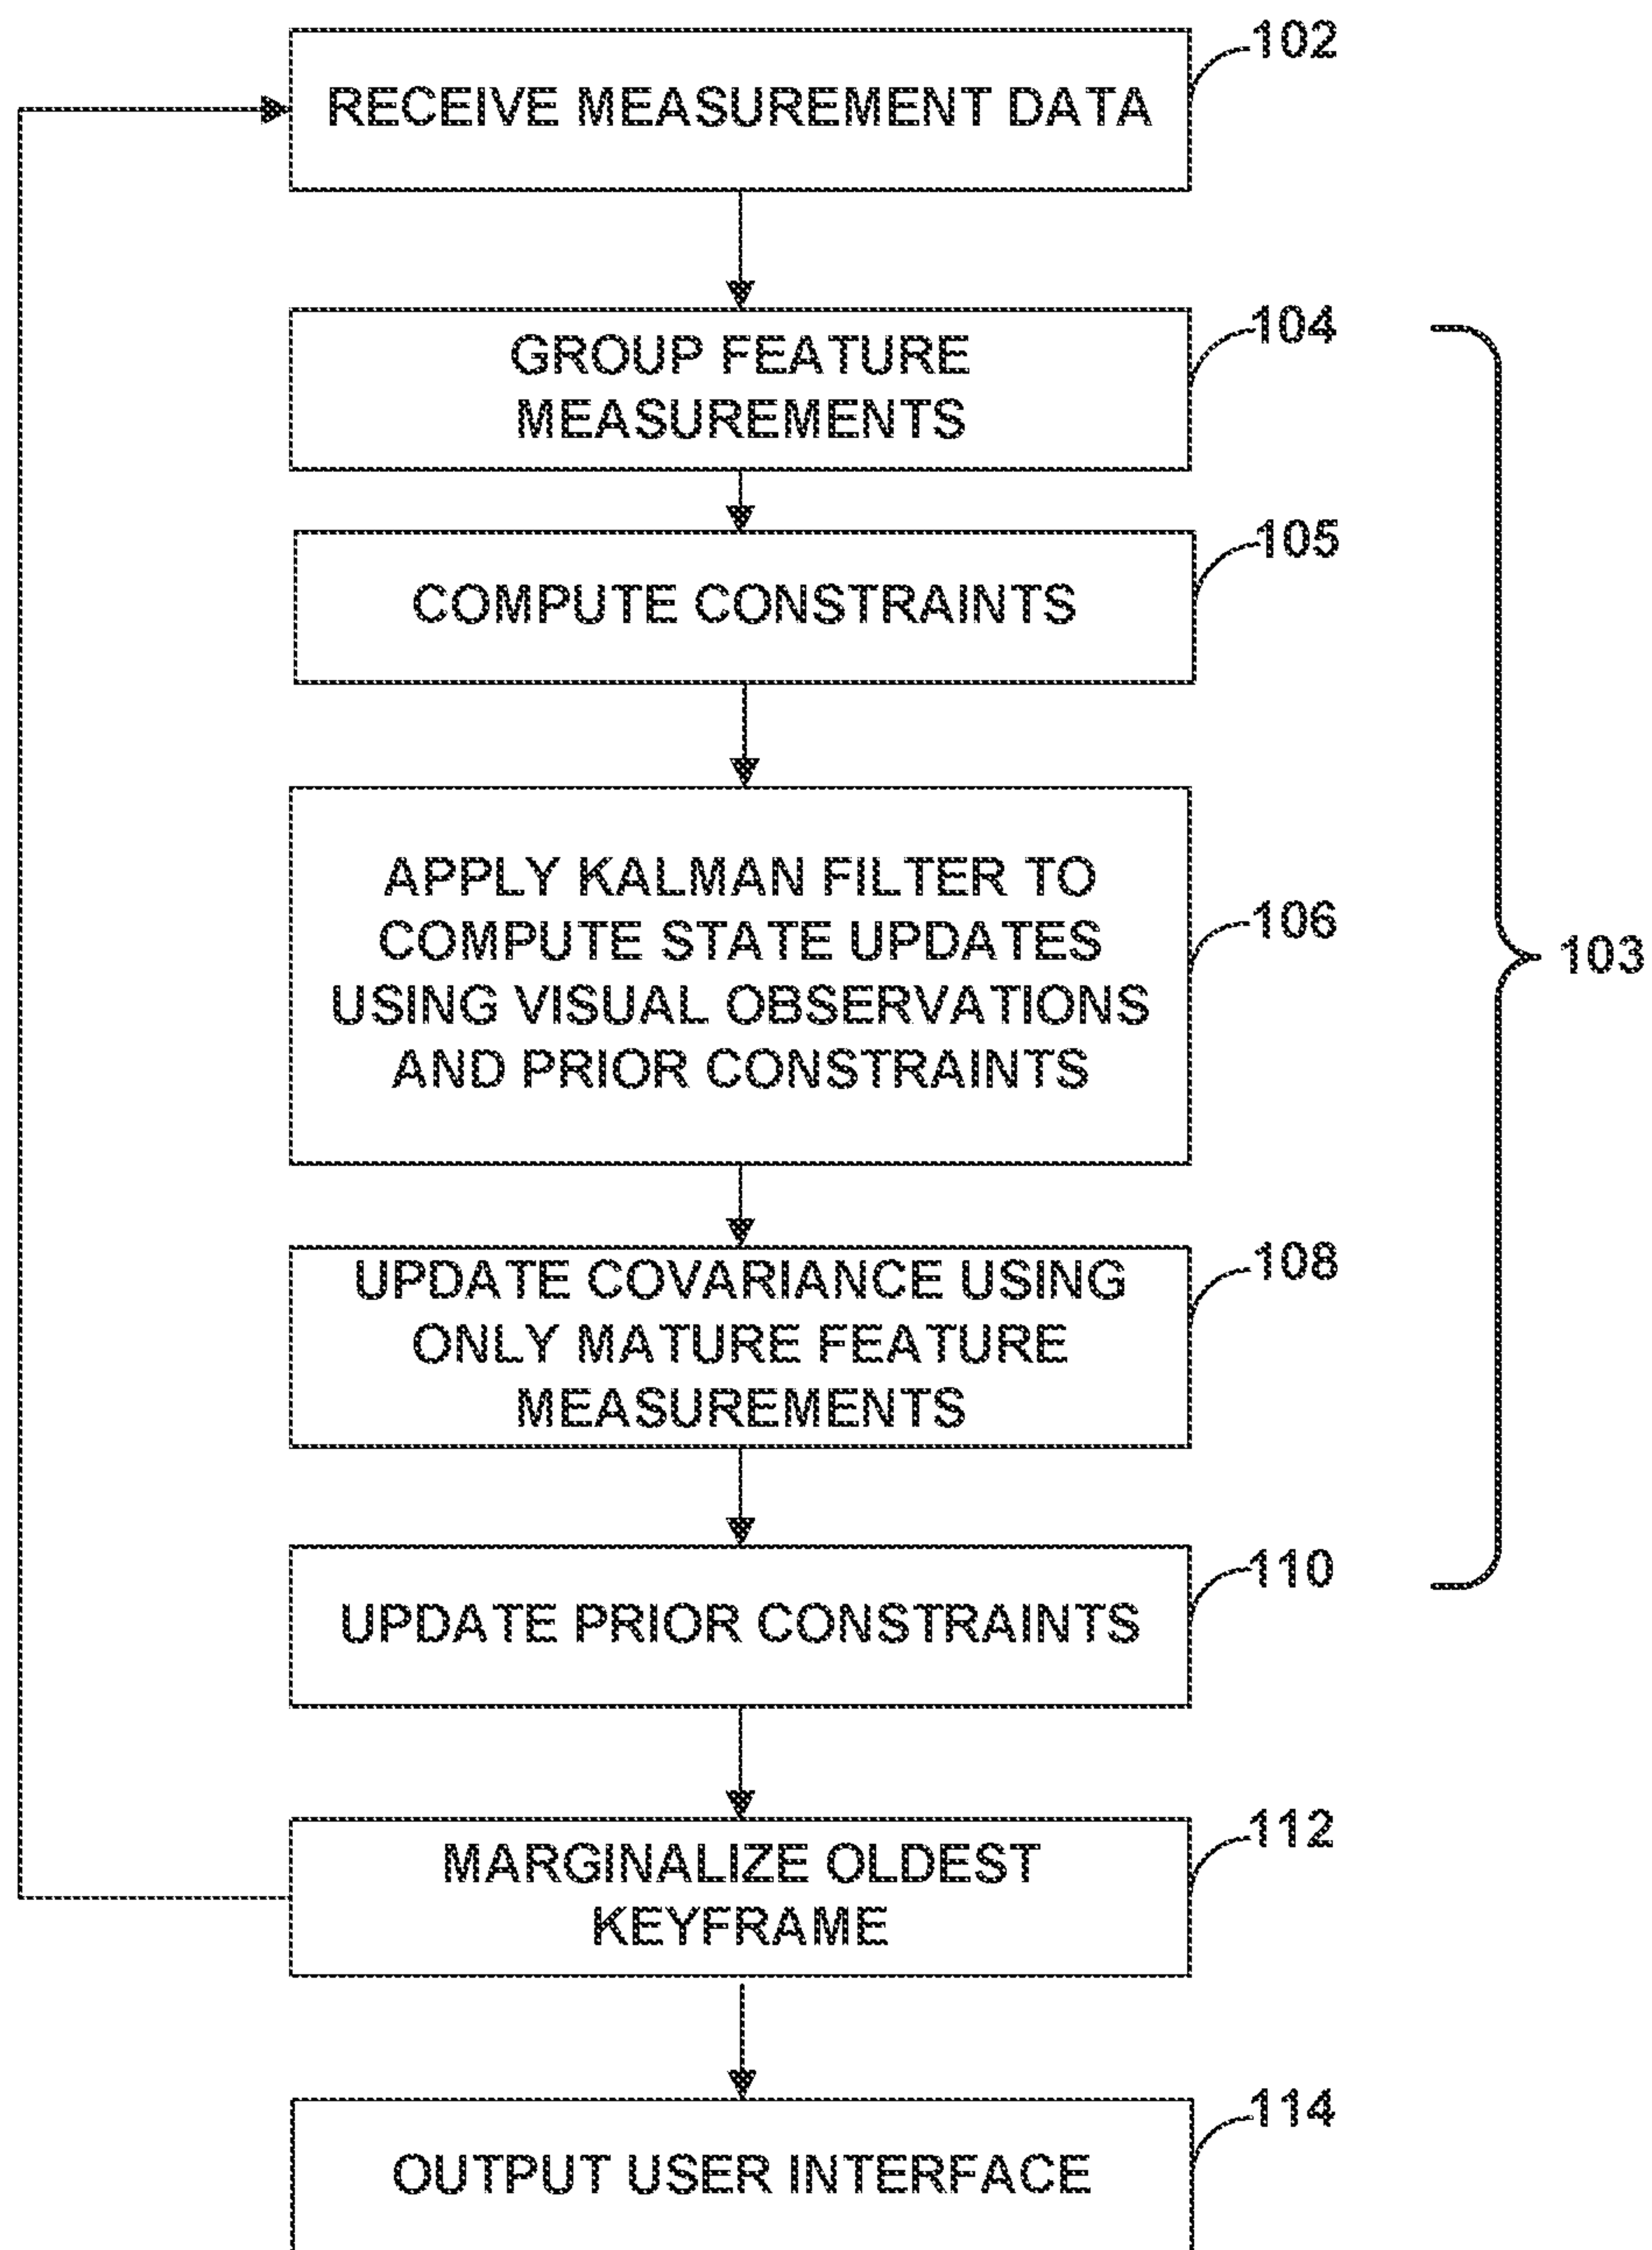 102
RECEIVE MEASUREMENT DATA
104
GROUP FEATURE
MEASUREMENTS
105
COMPUTE CONSTRAINTS
APPLY KALMAN FILTER TO
COMPUTE STATE UPDATES
106
USING VISUAL OBSERVATIONS
AND PRIOR CONSTRAINTS
103
108
UPDATE COVARIANCE USING
ONLY MATURE FEATURE
MEASUREMENTS
110
UPDATE PRIOR CONSTRAINTS
112
MARGINALIZE OLDEST
KEYFRAME
114
OUTPUT USER INTERFACE